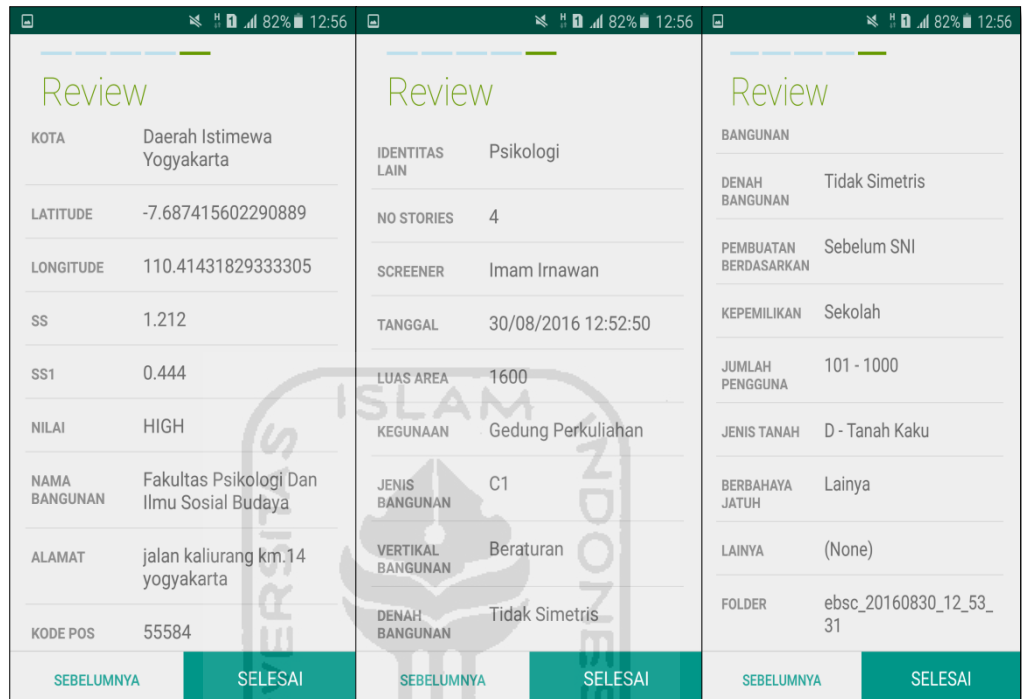 82% 12:56
Review
KOTA Daerah Istimewa
Yogyakarta
LATITUDE -7.687415602290889
LONGITUDE 110.41431829333305
SS 1.212
SS1 0.444
NILAI HIGH
NAMA BANGUNAN Fakultas Psikologi Dan
Ilmu Sosial Budaya
ALAMAT jalan kaliurang km.14
yogyakarta
KODE POS 55584
SEBELUMNYA SELESAI
82% 12:56
Review
IDENTITAS LAIN Psikologi
NO STORIES 4
SCREENER Imam Irnawan
TANGGAL 30/08/2016 12:52:50
LUAS AREA 1600
KEGUNAAN Gedung Perkuliahan
JENIS BANGUNAN C1
VERTIKAL BANGUNAN Beraturan
DENAH BANGUNAN Tidak Simetris
SEBELUMNYA SELESAI
82% 12:56
Review
BANGUNAN
DENAH BANGUNAN Tidak Simetris
PEMBUATAN BERDASARKAN Sebelum SNI
KEPEMILIKAN Sekolah
JUMLAH PENGGUNA 101 - 1000
JENIS TANAH D - Tanah Kaku
BERBAHAYA JATUH Lainya
LAINYA (None)
FOLDER ebsc_20160830_12_53_
31
SEBELUMNYA SELESAI
ISLAM